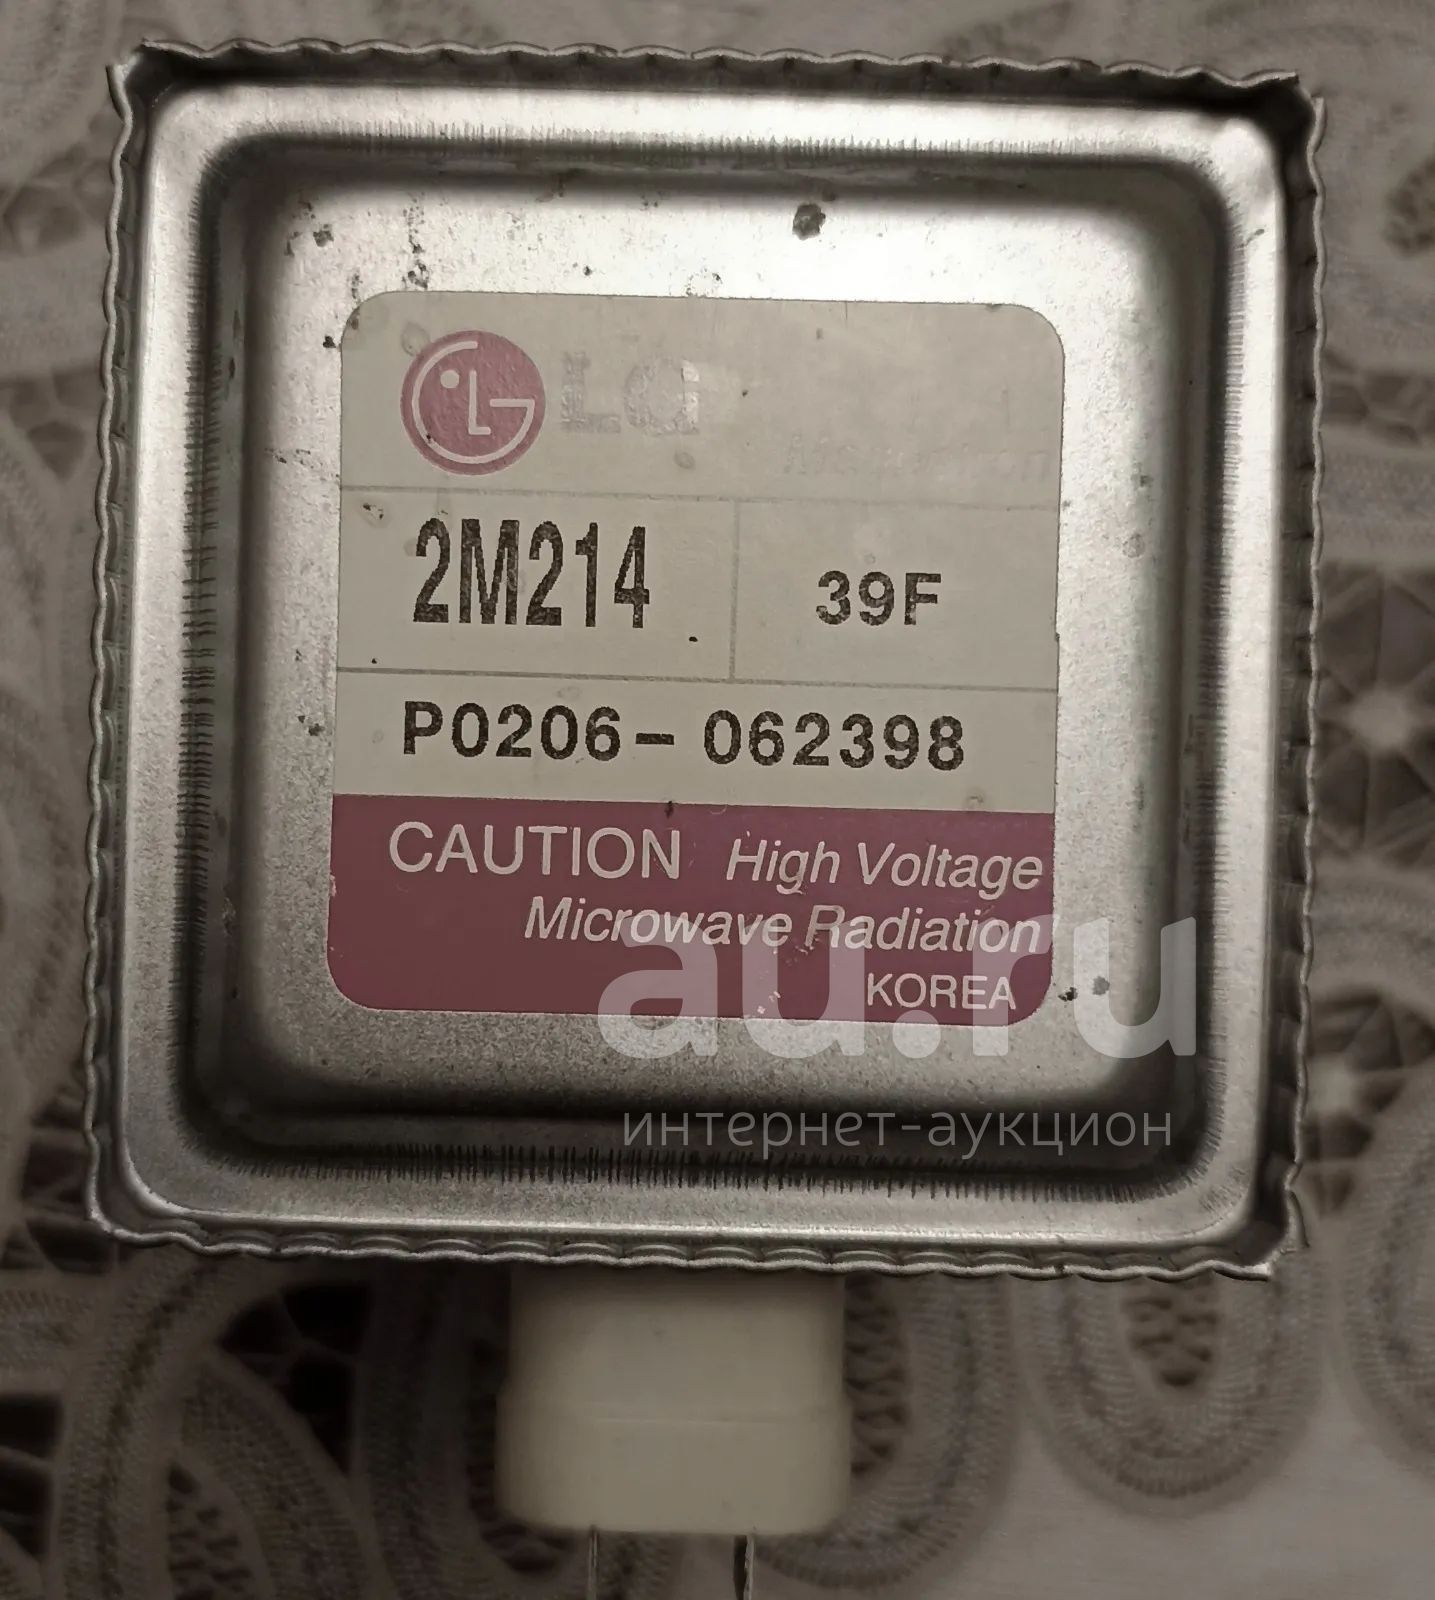 LG
2M214
39F
P0206-062398
CAUTION High Voltage
Microwave Radiation
KOREA
au.ru
интернет-аукцион